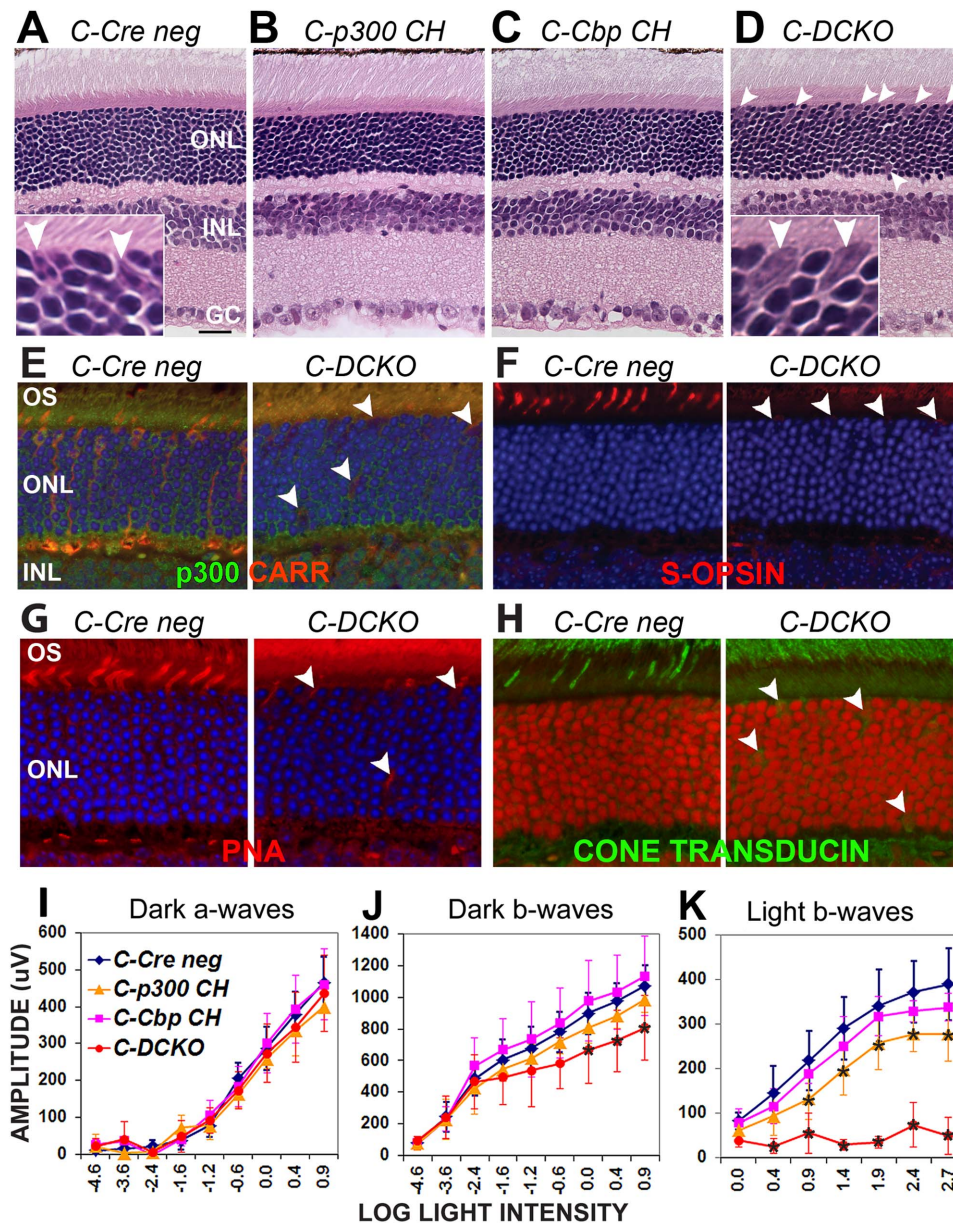 A C-Cre neg B C-p300 CH C C-Cbp CH D C-DCKO
ONL
INL
GC
E C-Cre neg C-DCKO F C-Cre neg C-DCKO
OS
ONL
INL p300 CARR S-OPSIN
G C-Cre neg C-DCKO H C-Cre neg C-DCKO
OS
ONL
PNA CONE TRANSDUCIN
I Dark a-waves J Dark b-waves K Light b-waves
AMPLITUDE (uV)
600
500
400
300
200
100
0
C-Cre neg
C-p300 CH
C-Cbp CH
C-DCKO
-4.6 -3.6 -2.4 -1.6 -1.2 -0.6 0.0 0.4 0.9
1400
1200
1000
800
600
400
200
0
-4.6 -3.6 -2.4 -1.6 -1.2 -0.6 0.0 0.4 0.9
500
400
300
200
100
0
0.0 0.4 0.9 1.4 1.9 2.4 2.7
LOG LIGHT INTENSITY